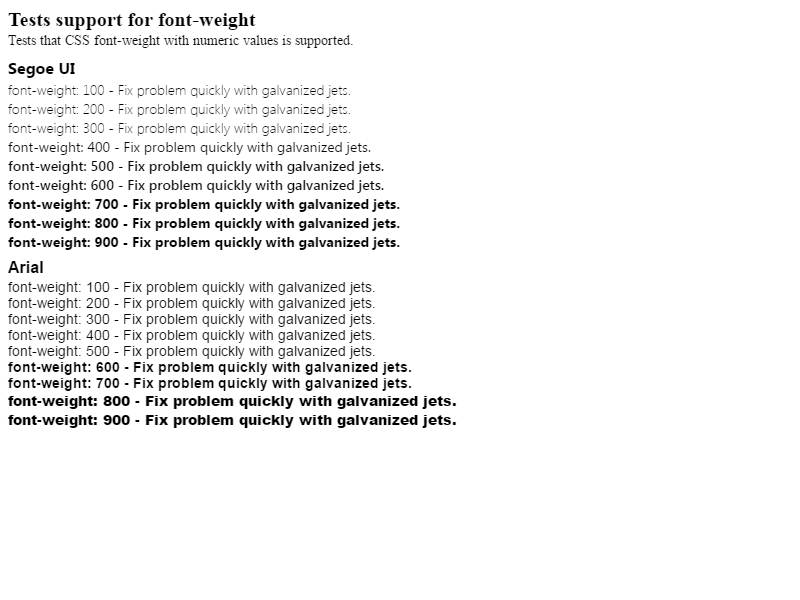 Tests support for font-weight
Tests that CSS font-weight with numeric values is supported.
Segoe UI
font-weight: 100 - Fix problem quickly with galvanized jets.
font-weight: 200 - Fix problem quickly with galvanized jets.
font-weight: 300 - Fix problem quickly with galvanized jets.
font-weight: 400 - Fix problem quickly with galvanized jets.
font-weight: 500 - Fix problem quickly with galvanized jets.
font-weight: 600 - Fix problem quickly with galvanized jets.
font-weight: 700 - Fix problem quickly with galvanized jets.
font-weight: 800 - Fix problem quickly with galvanized jets.
font-weight: 900 - Fix problem quickly with galvanized jets.
Arial
font-weight: 100 - Fix problem quickly with galvanized jets.
font-weight: 200 - Fix problem quickly with galvanized jets.
font-weight: 300 - Fix problem quickly with galvanized jets.
font-weight: 400 - Fix problem quickly with galvanized jets.
font-weight: 500 - Fix problem quickly with galvanized jets.
font-weight: 600 - Fix problem quickly with galvanized jets.
font-weight: 700 - Fix problem quickly with galvanized jets.
font-weight: 800 - Fix problem quickly with galvanized jets.
font-weight: 900 - Fix problem quickly with galvanized jets.